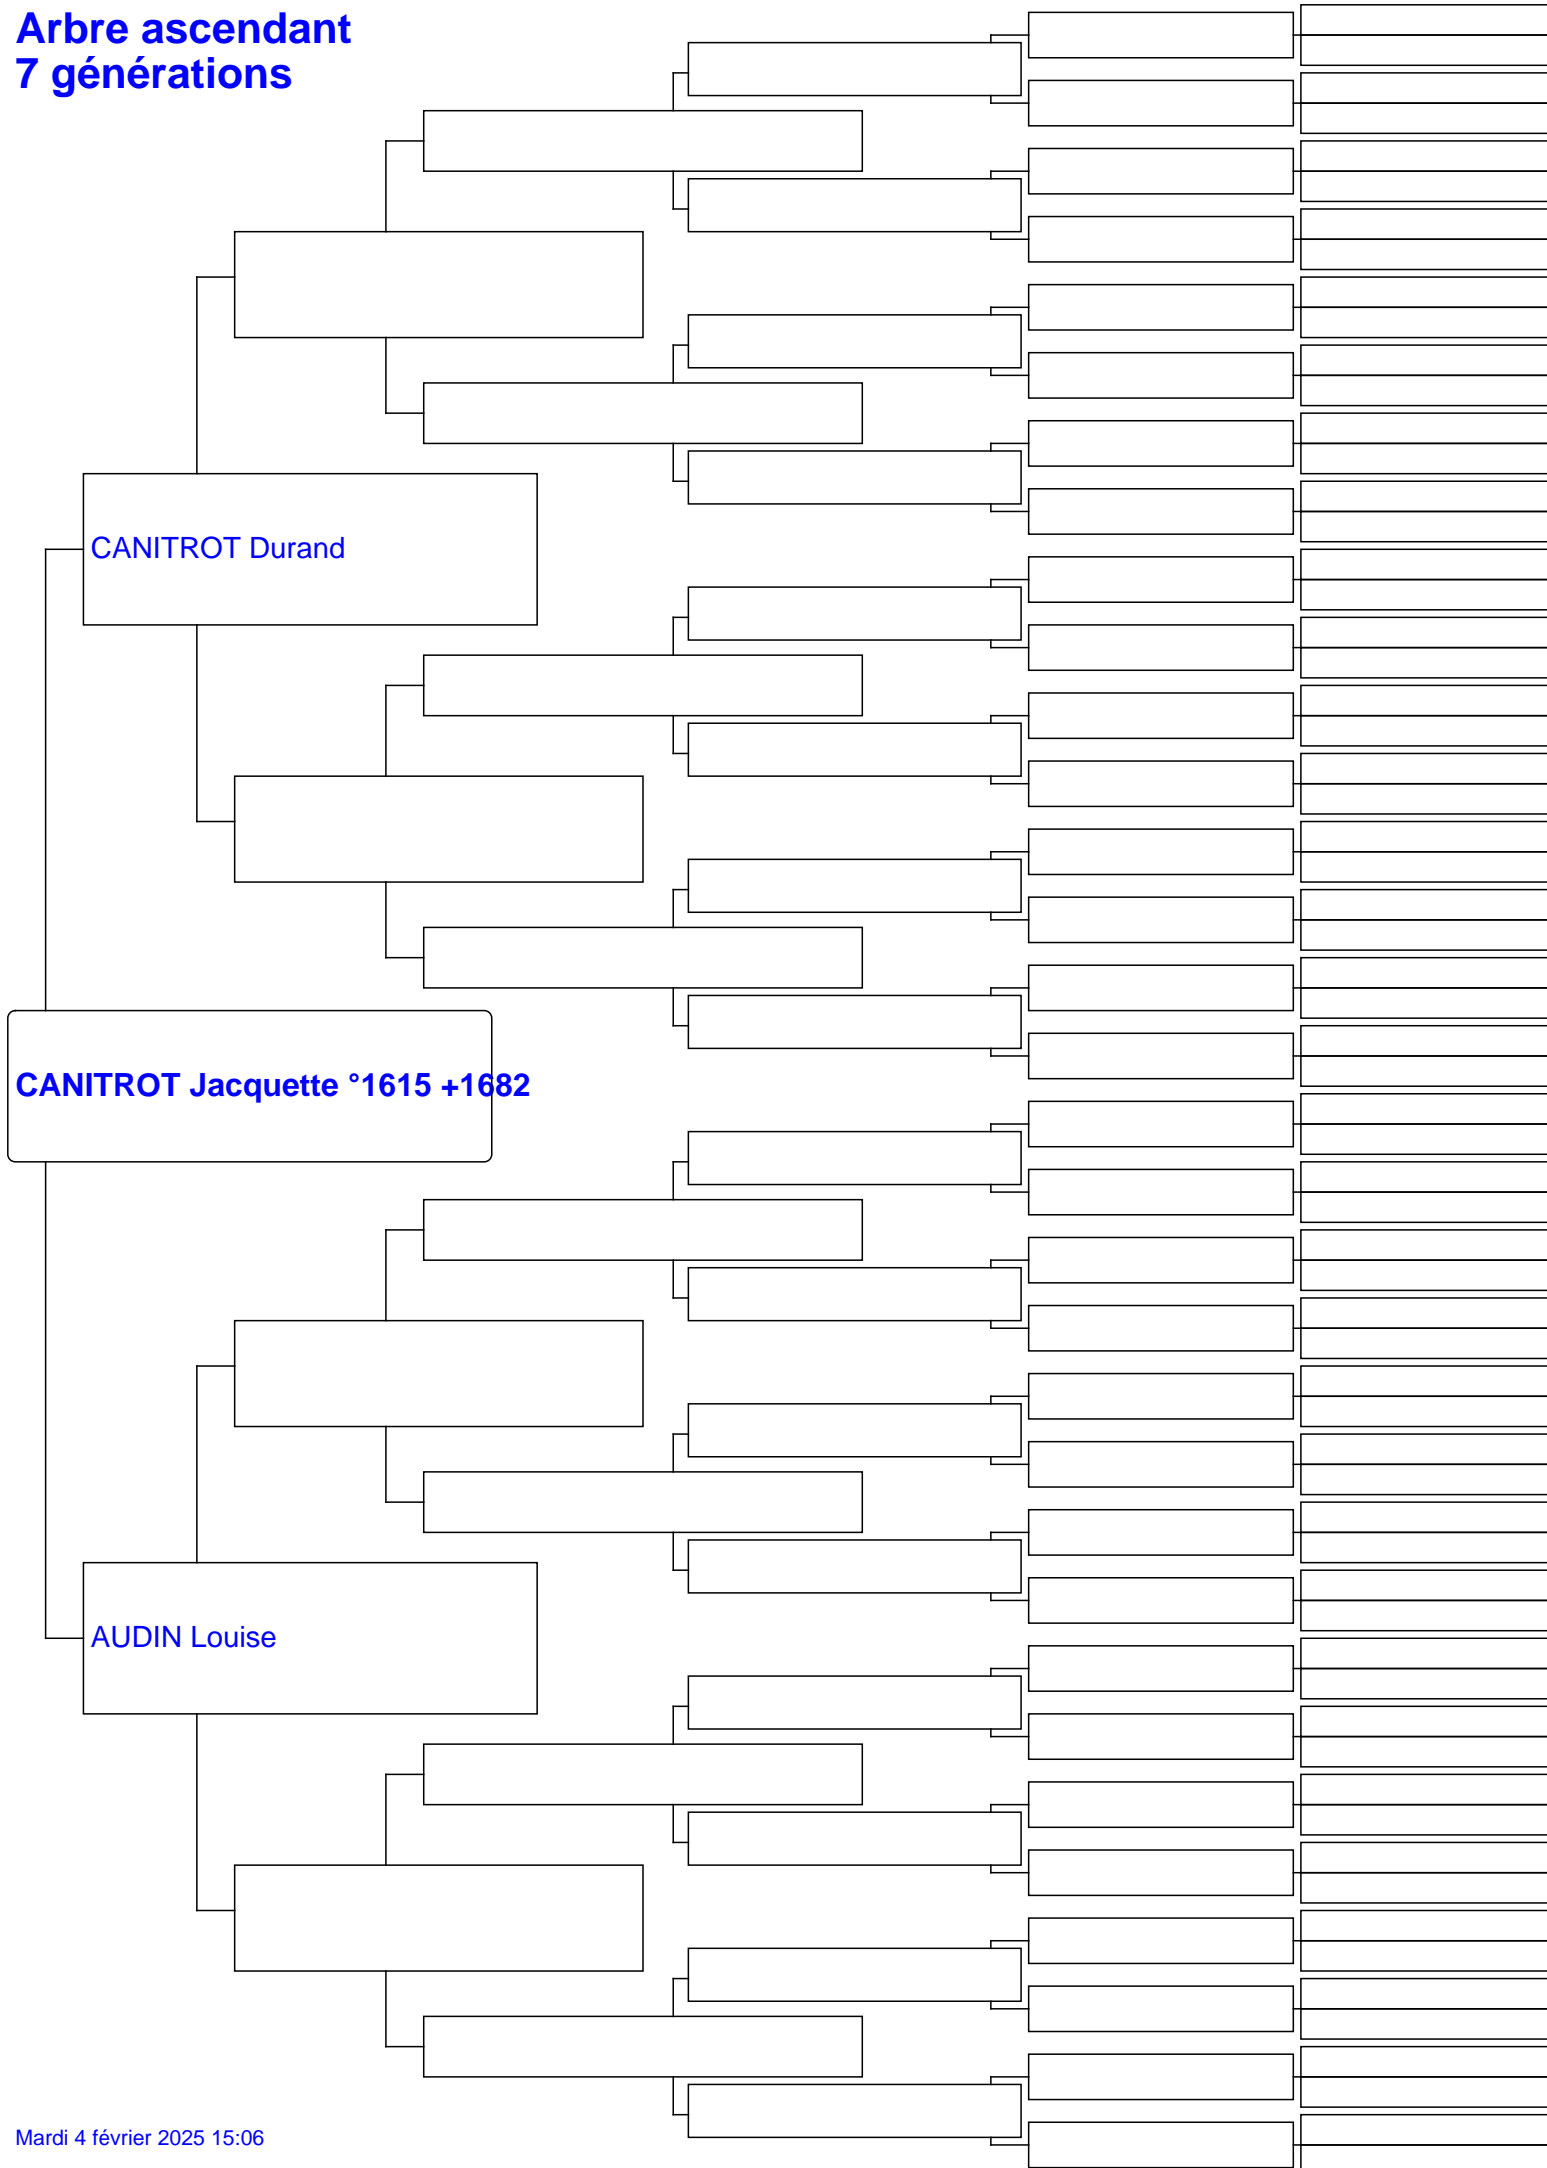 Arbre ascendant
7 générations
CANITROT Durand
CANITROT Jacquette °1615 +1682
AUDIN Louise
Mardi 4 février 2025 15:06